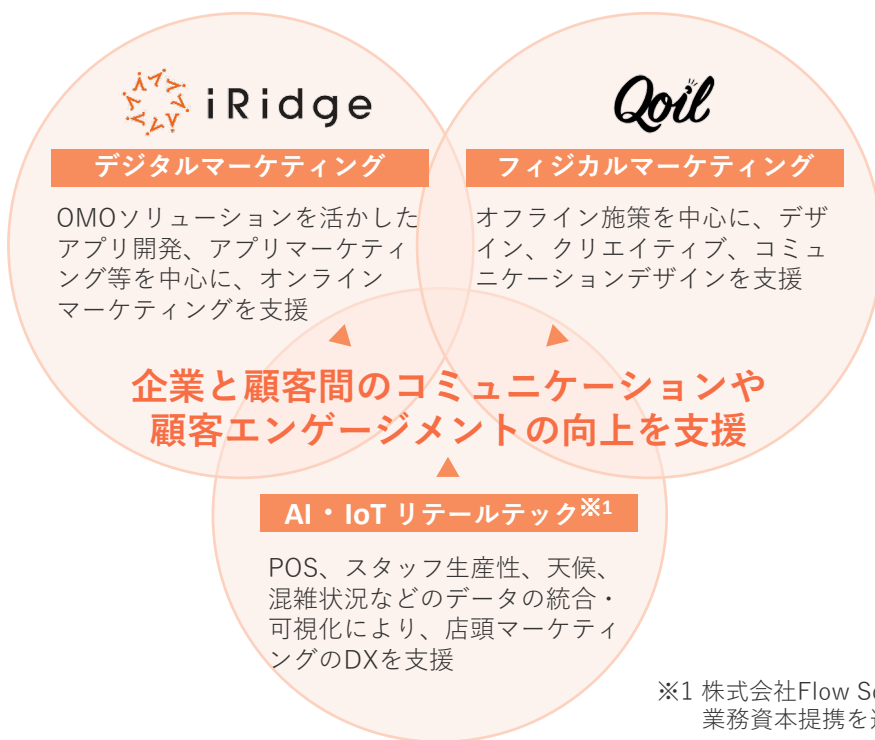 iRidge
デジタルマーケティング
OMOソリューションを活かした
アプリ開発、アプリマーケティ
ング等を中心に、オンライン
マーケティングを支援
Qoil
フィジカルマーケティング
オフライン施策を中心に、デザ
イン、クリエイティブ、コミュ
ニケーションデザインを支援
企業と顧客間のコミュニケーションや
顧客エンゲージメントの向上を支援
AI・IoT リテールテック※1
POS、スタッフ生産性、天候、
混雑状況などのデータの統合・
可視化により、店頭マーケティ
ングのDXを支援
※1 株式会社Flow
業務資本提携を